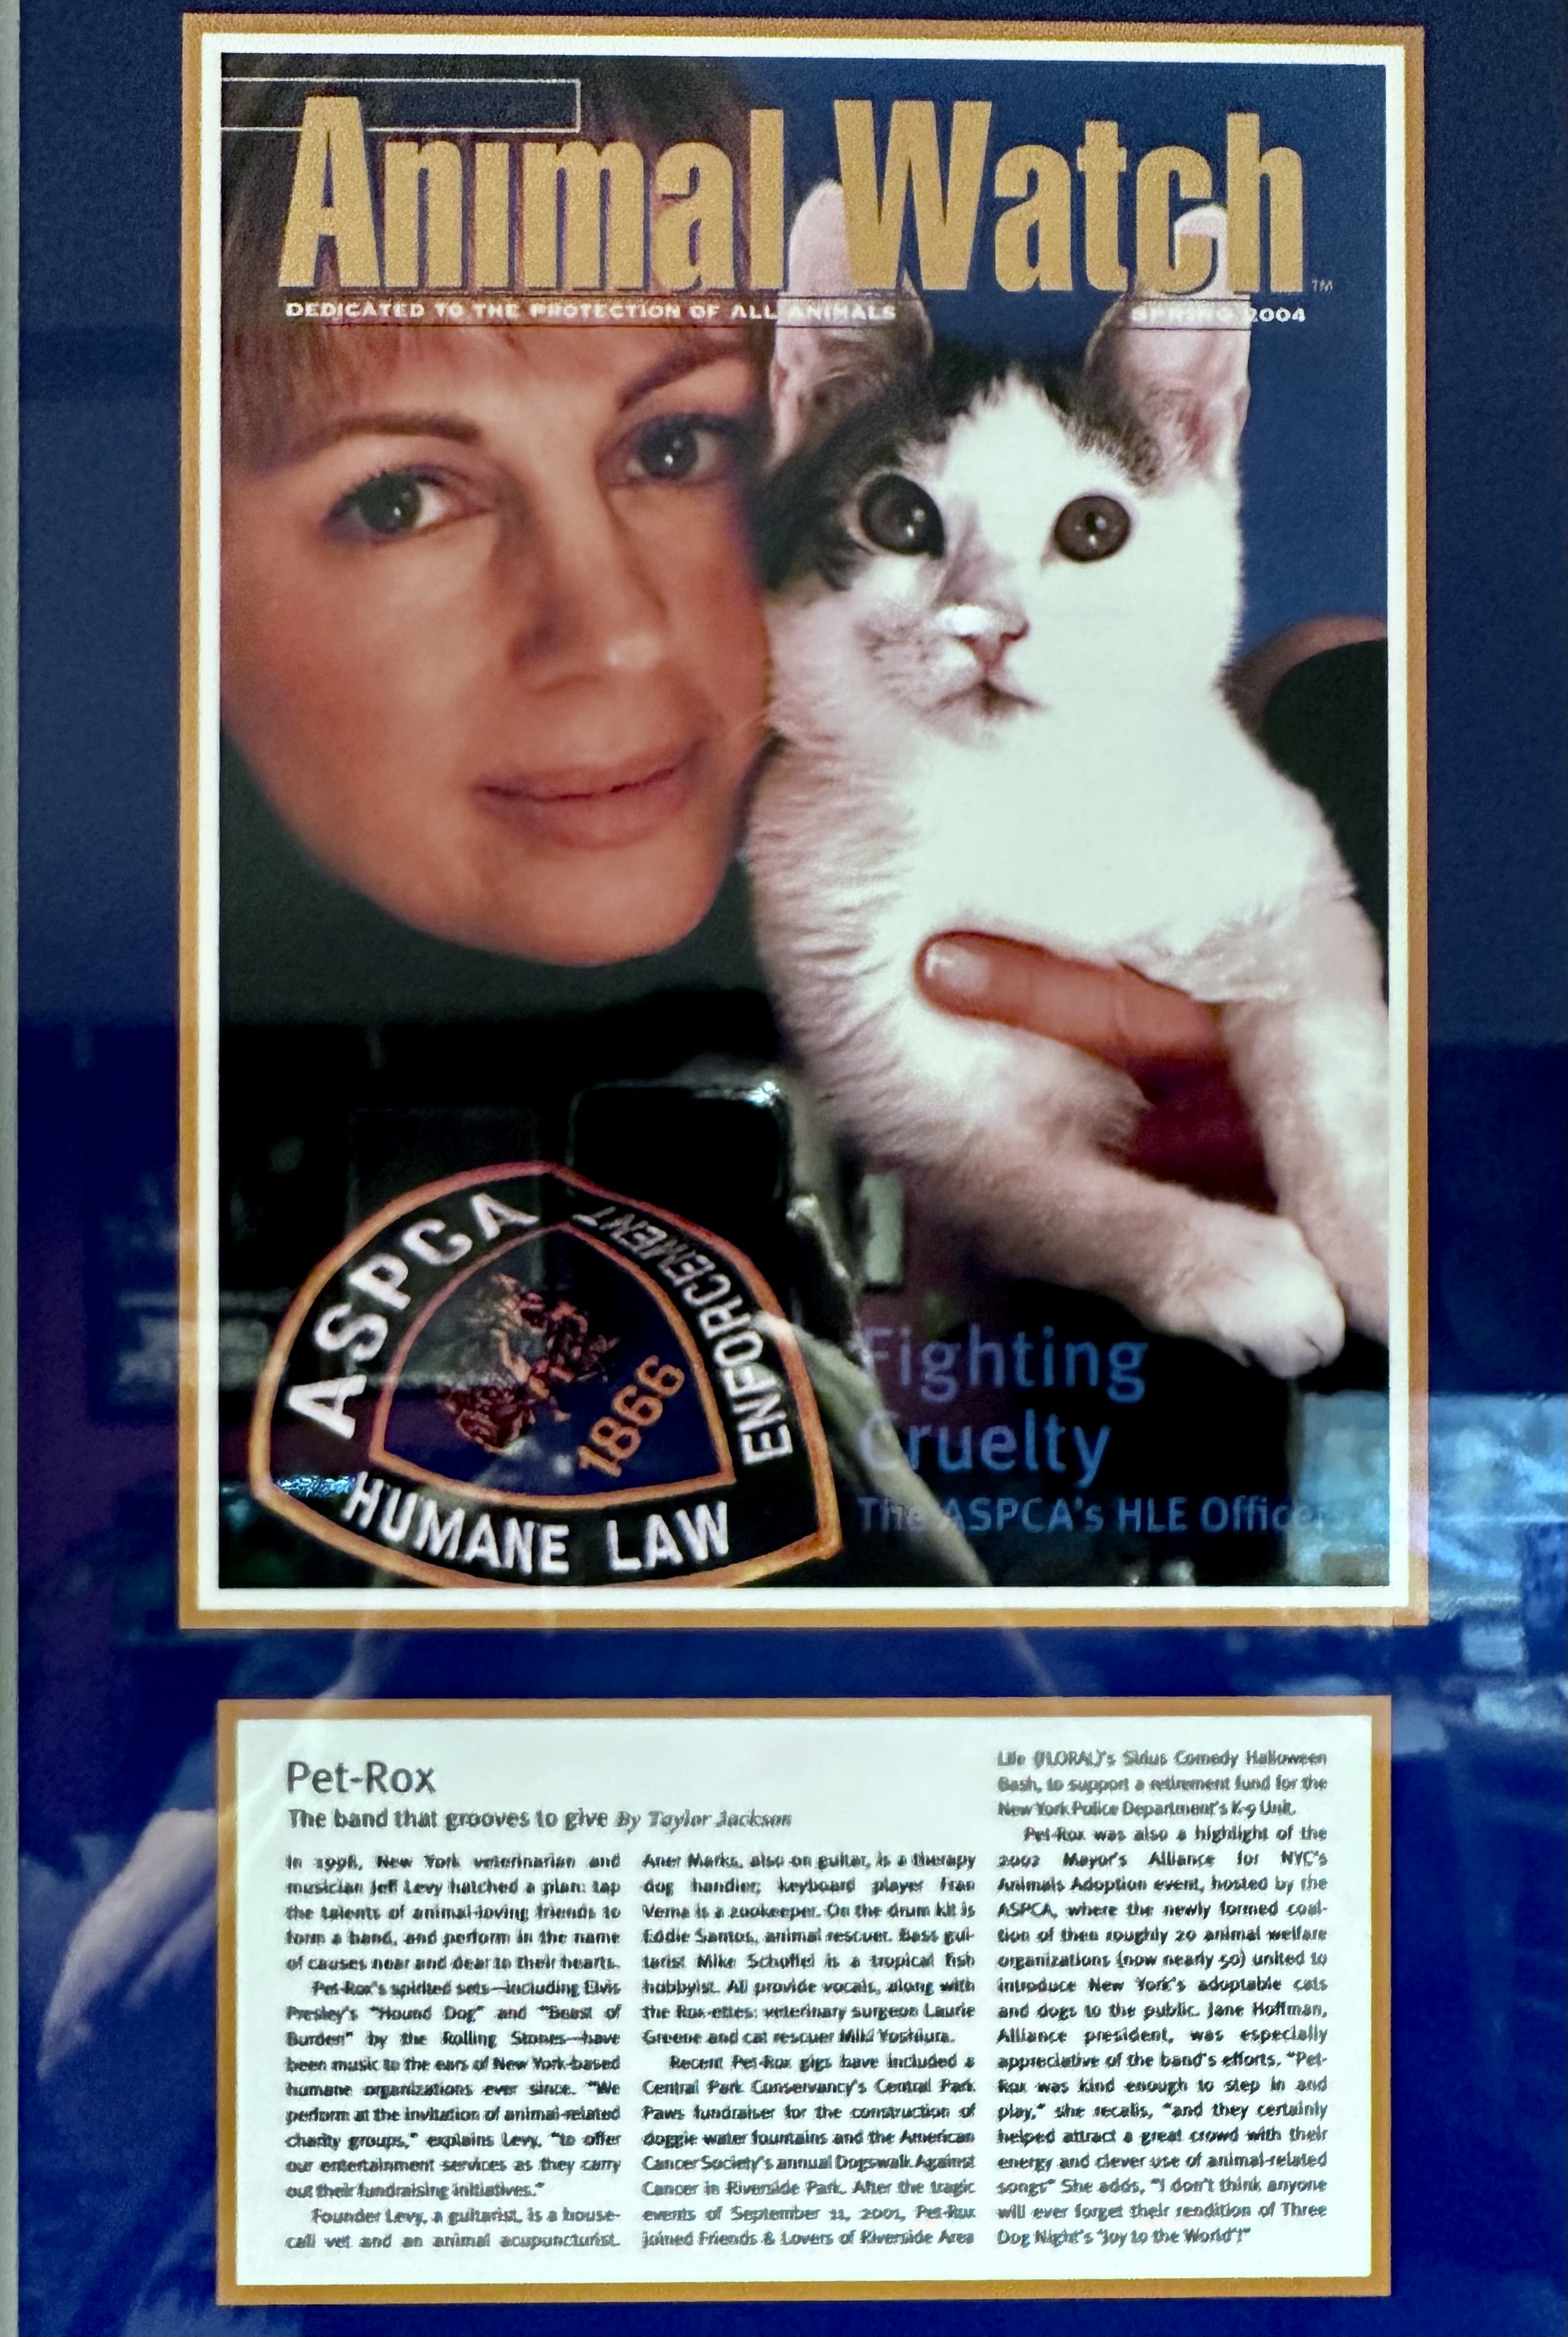 Animal Watch™
DEDICATED TO THE PROTECTION OF ALL ANIMALS
SPRING 2004
ASPCA
ENFORCEMENT
1866
HUMANE LAW
Fighting
Cruelty
The ASPCA's HLE Officers
Pet-Rox
The band that grooves to give By Taylor Jackson
In 1998, New York veterinarian and
musician Jeff Levy hatched a plan: tap
the talents of animal-loving friends to
form a band, and perform in the name
of causes near and dear to their hearts.
Pet-Rox's spirited sets—including Elvis
Presley's "Hound Dog" and "Beast of
Burden" by the Rolling Stones—have
been music to the ears of New York-based
humane organizations ever since. "We
perform at the invitation of animal-related
charity groups," explains Levy, "to offer
our entertainment services as they carry
out their fundraising initiatives."
Founder Levy, a guitarist, is a house-
call vet and an animal acupuncturist.
Aner Marks, also on guitar, is a therapy
dog handler; keyboard player Fran
Verna is a zookeeper. On the drum kit is
Eddie Santos, animal rescuer. Bass gui-
tarist Mike Schoffel is a tropical fish
hobbyist. All provide vocals, along with
the Rox-ettes: veterinary surgeon Laurie
Greene and cat rescuer Miki Yoshiura.
Recent Pet-Rox gigs have included a
Central Park Conservancy's Central Park
Paws fundraiser for the construction of
doggie water fountains and the American
Cancer Society's annual Dogswalk Against
Cancer in Riverside Park. After the tragic
events of September 11, 2001, Pet-Rox
joined Friends & Lovers of Riverside Area
Life (FLORAL)'s Sirius Comedy Halloween
Bash, to support a retirement fund for the
New York Police Department's K-9 Unit.
Pet-Rox was also a highlight of the
2002 Mayor's Alliance for NYC's
Animals Adoption event, hosted by the
ASPCA, where the newly formed coali-
tion of then roughly 20 animal welfare
organizations (now nearly 50) united to
introduce New York's adoptable cats
and dogs to the public. Jane Hoffman,
Alliance president, was especially
appreciative of the band's efforts. "Pet-
Rox was kind enough to step in and
play," she recalls, "and they certainly
helped attract a great crowd with their
energy and clever use of animal-related
songs" She adds, "I don't think anyone
will ever forget their rendition of Three
Dog Night's 'Joy to the World'!"